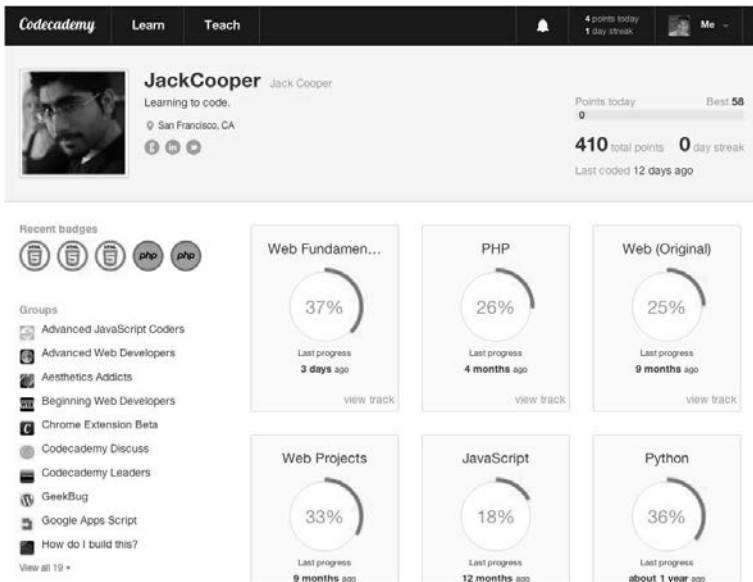 Codecademy Learn Teach 4 points today Me
1 day streak
JackCooper Jack Cooper
Learning to code.
San Francisco, CA
Points today Best 58
0
410 total points 0 day streak
Last coded 12 days ago
Recent badges
HTML HTML HTML php php
Groups
Advanced JavaScript Coders
Advanced Web Developers
Aesthetics Addicts
Beginning Web Developers
Chrome Extension Beta
Codecademy Discuss
Codecademy Leaders
GeekBug
Google Apps Script
How do I build this?
View all 19
Web Fundamen...
37%
Last progress
3 days ago
view track
PHP
26%
Last progress
4 months ago
view track
Web (Original)
25%
Last progress
9 months ago
view track
Web Projects
33%
Last progress
9 months ago
JavaScript
18%
Last progress
12 months ago
Python
36%
Last progress
about 1 year ago